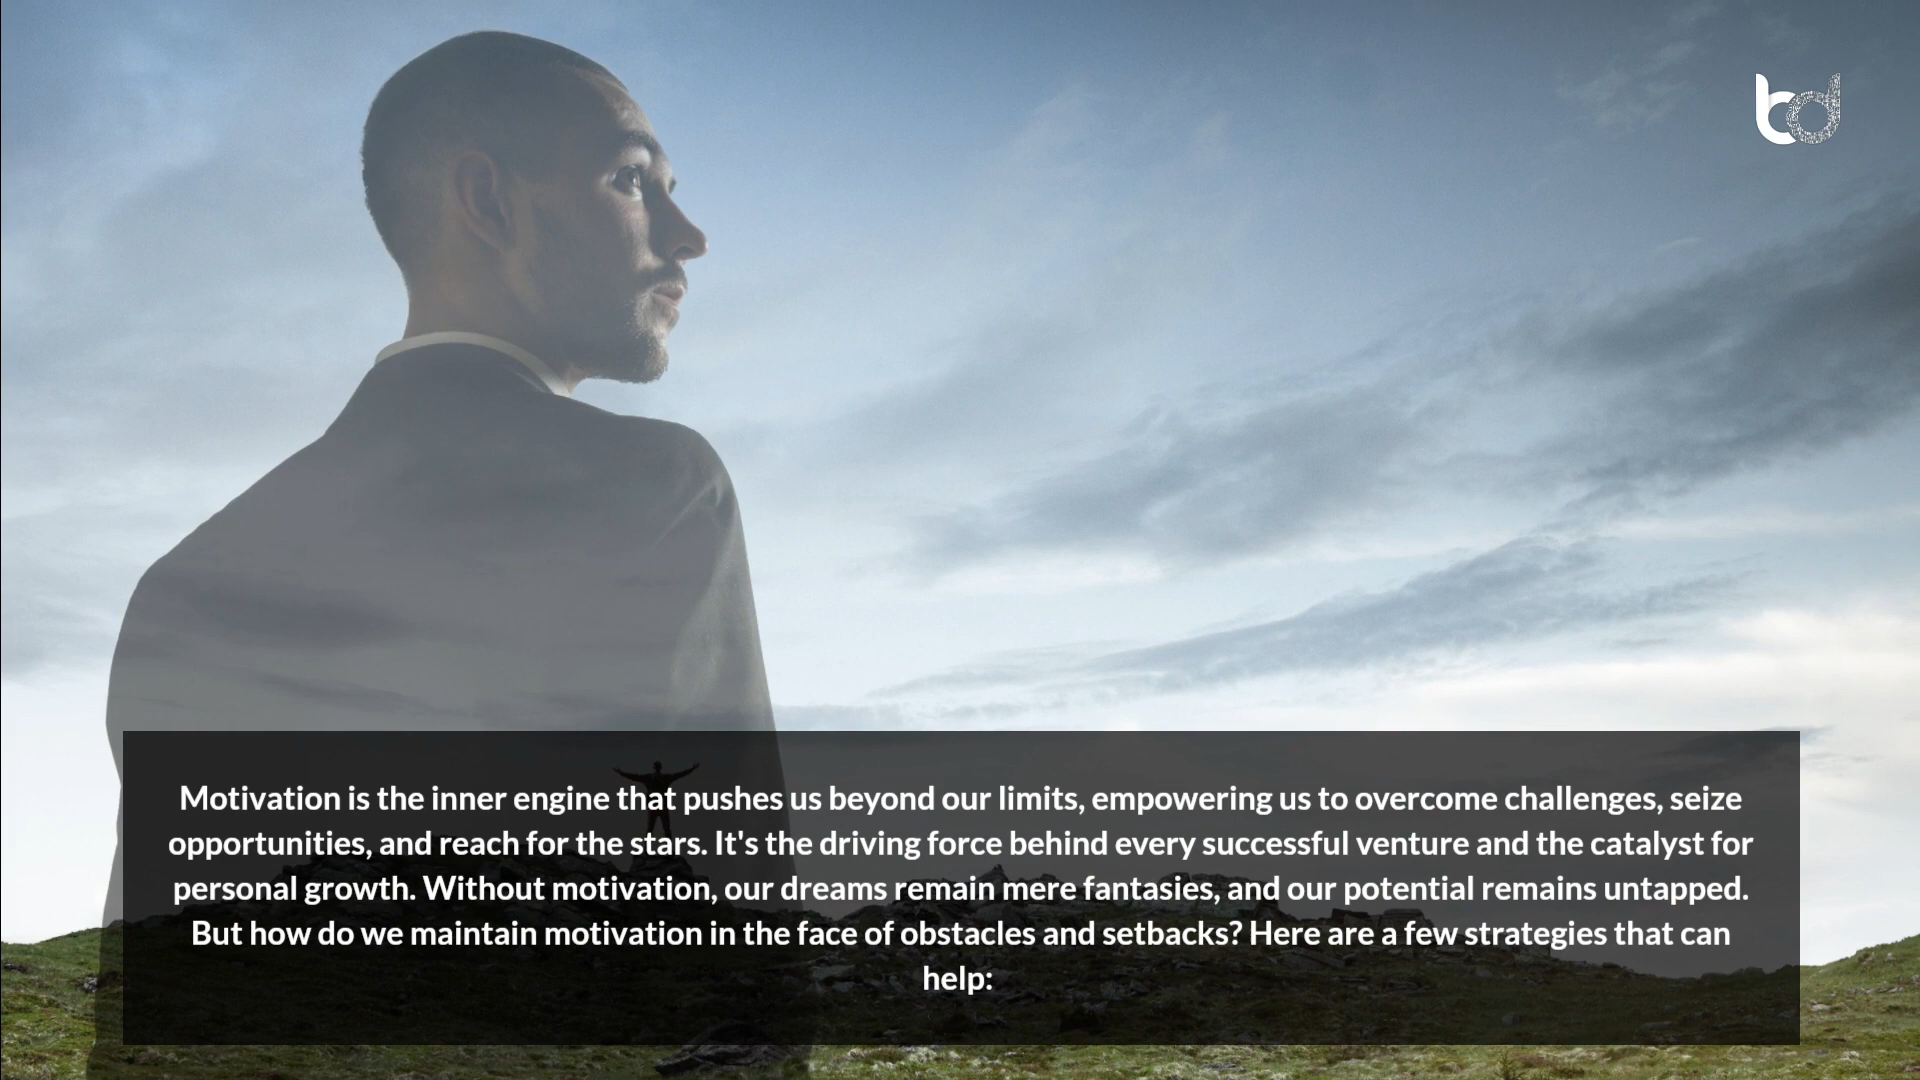 bd
Motivation is the inner engine that pushes us beyond our limits, empowering us to overcome challenges, seize
opportunities, and reach for the stars. It's the driving force behind every successful venture and the catalyst for
personal growth. Without motivation, our dreams remain mere fantasies, and our potential remains untapped.
But how do we maintain motivation in the face of obstacles and setbacks? Here are a few strategies that can
help: